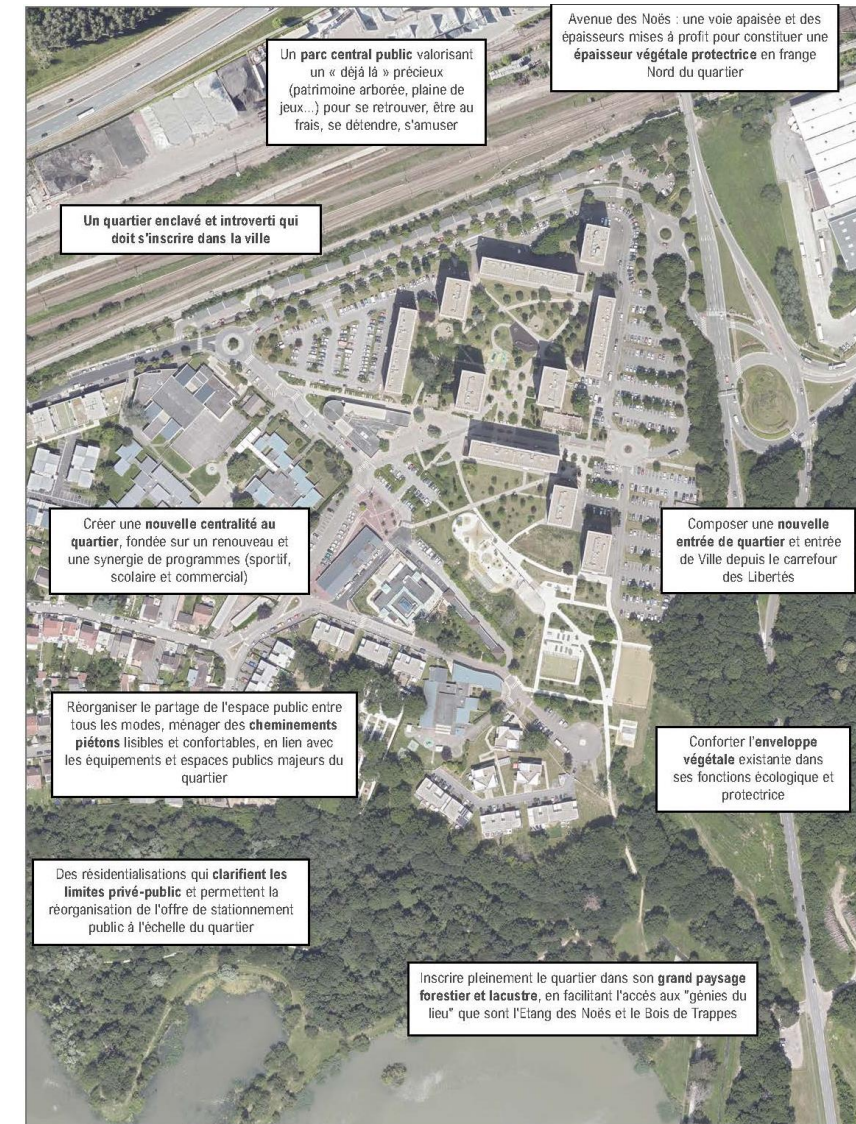 Avenue des Noës : une voie apaisée et des
épaisseurs mises à profit pour constituer une
épaisseur végétale protectrice en frange
Nord du quartier
Un parc central public valorisant
un « déjà là » précieux
(patrimoine arborée, plaine de
jeux...) pour se retrouver, être au
frais, se détendre, s'amuser
Un quartier enclavé et introverti qui
doit s'inscrire dans la ville
Créer une nouvelle centralité au
quartier, fondée sur un renouveau et
une synergie de programmes (sportif,
scolaire et commercial)
Composer une nouvelle
entrée de quartier et entrée
de Ville depuis le carrefour
des Libertés
Réorganiser le partage de l'espace public entre
tous les modes, ménager des cheminements
piétons lisibles et confortables, en lien avec
les équipements et espaces publics majeurs du
quartier
Conforter l'enveloppe
végétale existante dans
ses fonctions écologique et
protectrice
Des résidentialisations qui clarifient les
limites privé-public et permettent la
réorganisation de l'offre de stationnement
public à l'échelle du quartier
Inscrire pleinement le quartier dans son grand paysage
forestier et lacustre, en facilitant l'accès aux "génies du
lieu" que sont l'Etang des Noës et le Bois de Trappes